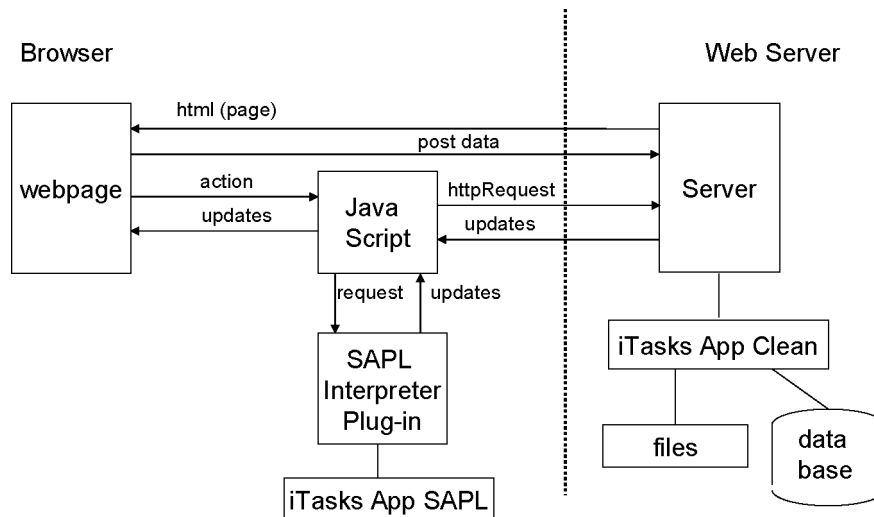 Browser
Web Server
html (page)
post data
webpage
action
updates
Java
Script
httpRequest
updates
Server
request
updates
SAPL
Interpreter
Plug-in
iTasks App SAPL
iTasks App Clean
files
data
base